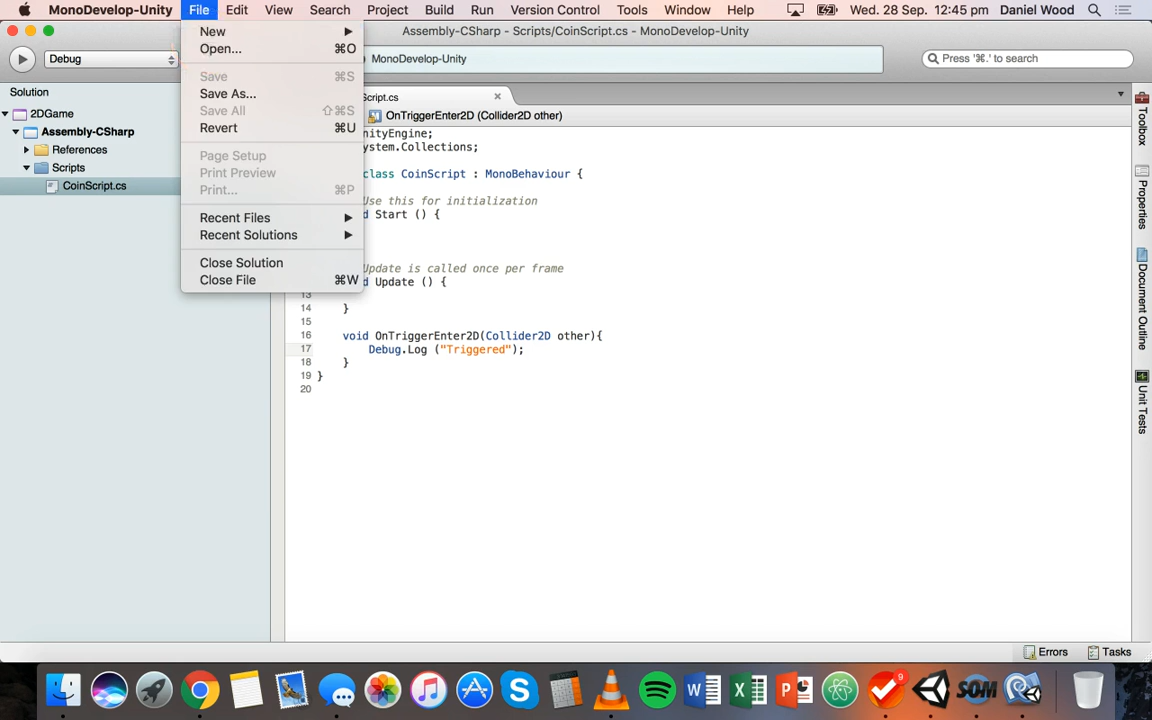 MonoDevelop-Unity File Edit View Search Project Build Run Version Control Tools Window Help Wed. 28 Sep. 12:45 pm Daniel Wood
Assembly-CSharp - Scripts/CoinScript.cs - MonoDevelop-Unity
Debug
MonoDevelop-Unity
Press '⌘.' to search
New
Open... ⌘O
Save ⌘S
Save As...
Save All ⇧⌘S
Revert ⌘U
Page Setup
Print Preview
Print... ⌘P
Recent Files
Recent Solutions
Close Solution
Close File ⌘W
Solution
2DGame
Assembly-CSharp
References
Scripts
CoinScript.cs
Script.cs
OnTriggerEnter2D (Collider2D other)
nityEngine;
ystem.Collections;
class CoinScript : MonoBehaviour {
Use this for initialization
d Start () {
Update is called once per frame
d Update () {
13
14 }
15
16 void OnTriggerEnter2D(Collider2D other){
17 Debug.Log ("Triggered");
18 }
19 }
20
Toolbox
Properties
Document Outline
Unit Tests
Errors
Tasks
9
W
X
P
SOM